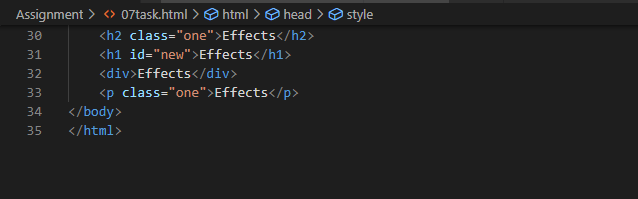 Assignment > 07task.html > html > head > style
30 <h2 class="one">Effects</h2>
31 <h1 id="new">Effects</h1>
32 <div>Effects</div>
33 <p class="one">Effects</p>
34 </body>
35 </html>